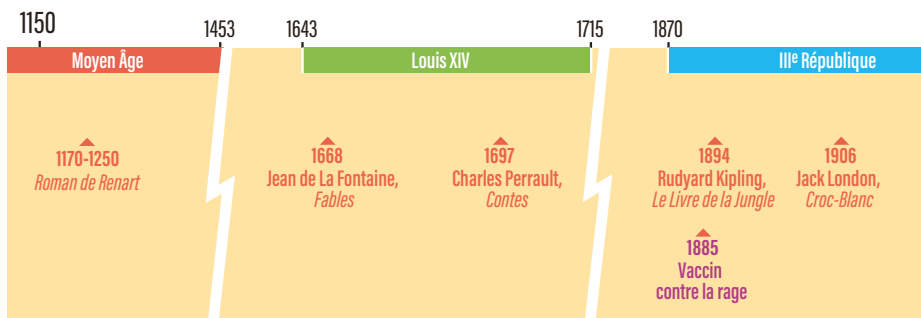 1150
1453
1643
1715
1870
Moyen Âge
Louis XIV
IIIe République
1170-1250
Roman de Renart
1668
Jean de La Fontaine,
Fables
1697
Charles Perrault,
Contes
1894
Rudyard Kipling,
Le Livre de la Jungle
1906
Jack London,
Croc-Blanc
1885
Vaccin
contre la rage